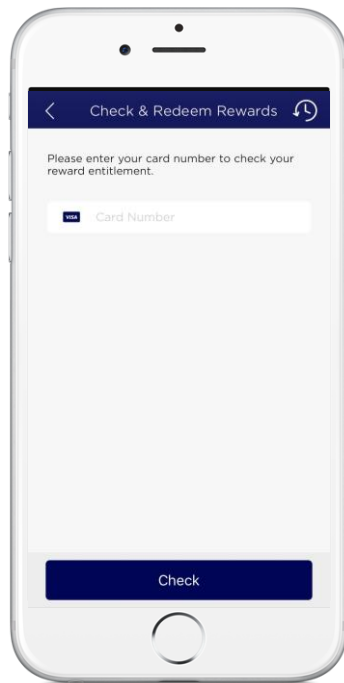 Check & Redeem Rewards
Please enter your card number to check your
reward entitlement.
VISA Card Number
Check